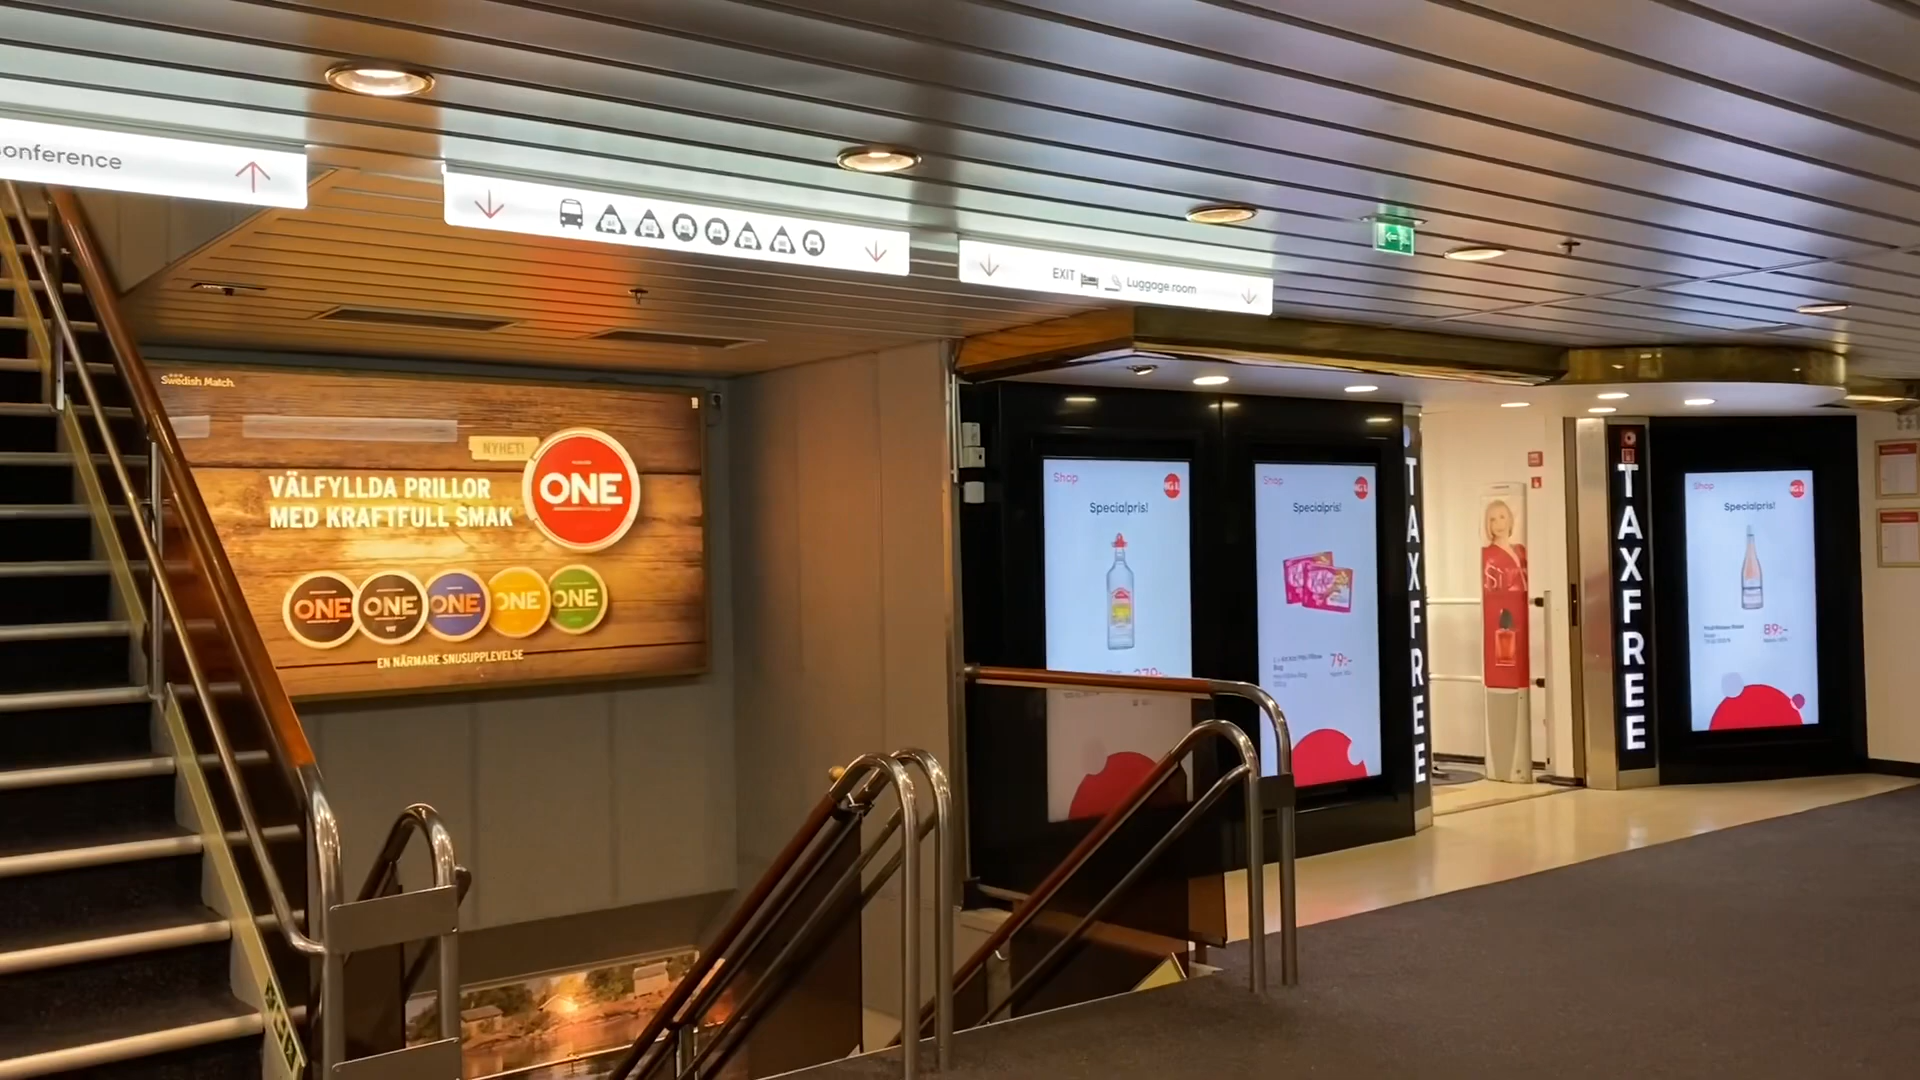 onference
EXIT
Luggage room
Swedish Match.
NYHET!
ONE
VÄLFYLLDA PRILLOR
MED KRAFTFULL SMAK
ONE ONE ONE ONE ONE
EN NÄRMARE SNUSUPPLEVELSE
Shop
Specialpris!
Shop
Specialpris!
79:-
TAXFREE
Sì
TAXFREE
Shop
Specialpris!
89:-